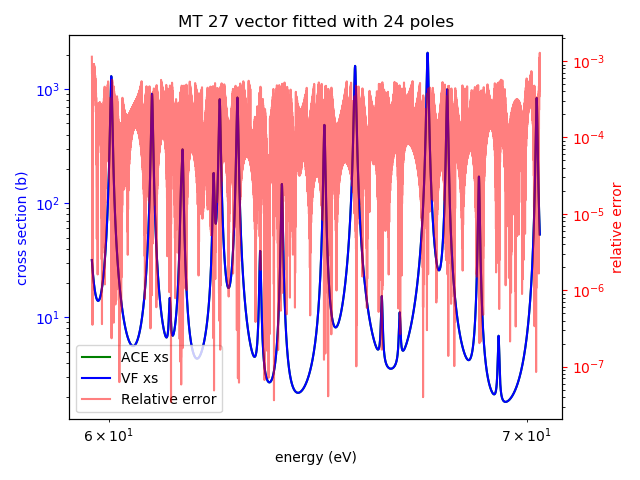 MT 27 vector fitted with 24 poles
cross section (b)
10³
10²
10¹
10⁻³
10⁻⁴
10⁻⁵
10⁻⁶
10⁻⁷
relative error
ACE xs
VF xs
Relative error
6 × 10¹
7 × 10¹
energy (eV)